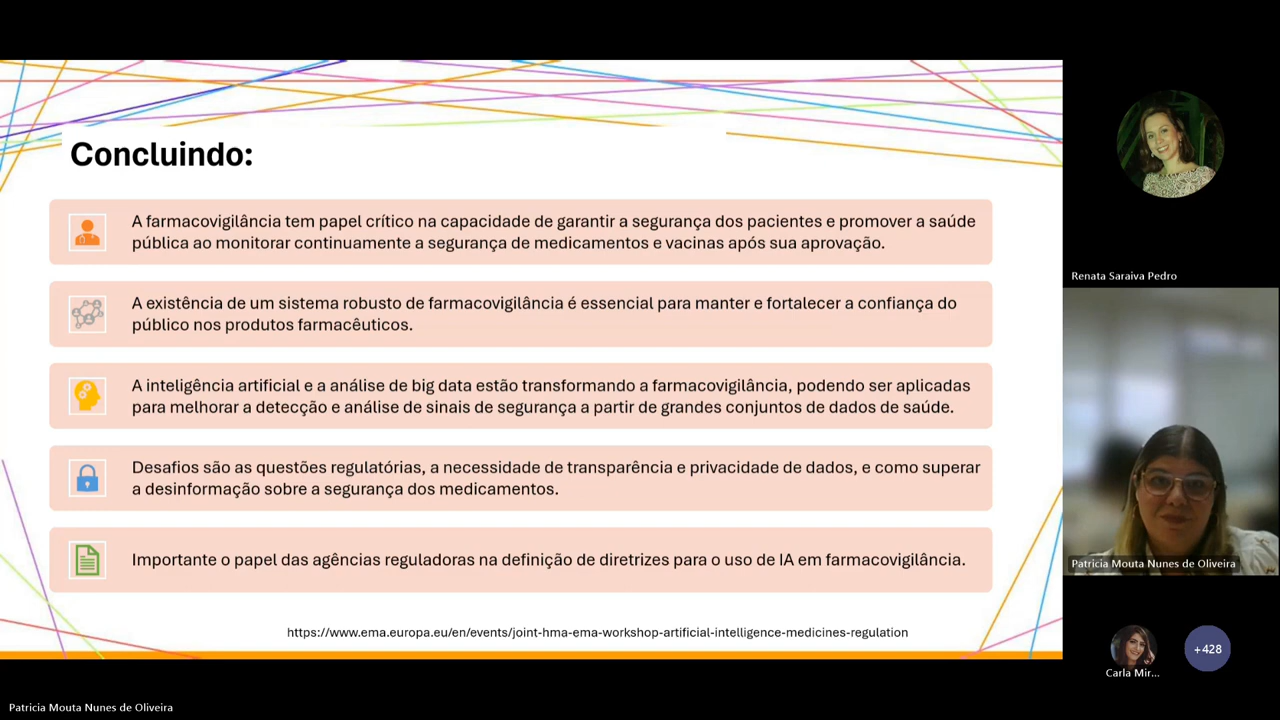 Concluindo:
A farmacovigilância tem papel crítico na capacidade de garantir a segurança dos pacientes e promover a saúde
pública ao monitorar continuamente a segurança de medicamentos e vacinas após sua aprovação.
A existência de um sistema robusto de farmacovigilância é essencial para manter e fortalecer a confiança do
público nos produtos farmacêuticos.
A inteligência artificial e a análise de big data estão transformando a farmacovigilância, podendo ser aplicadas
para melhorar a detecção e análise de sinais de segurança a partir de grandes conjuntos de dados de saúde.
Desafios são as questões regulatórias, a necessidade de transparência e privacidade de dados, e como superar
a desinformação sobre a segurança dos medicamentos.
Importante o papel das agências reguladoras na definição de diretrizes para o uso de IA em farmacovigilância.
https://www.ema.europa.eu/en/events/joint-hma-ema-workshop-artificial-intelligence-medicines-regulation
Renata Saraiva Pedro
Patricia Mouta Nunes de Oliveira
Carla Mir...
+428
Patricia Mouta Nunes de Oliveira